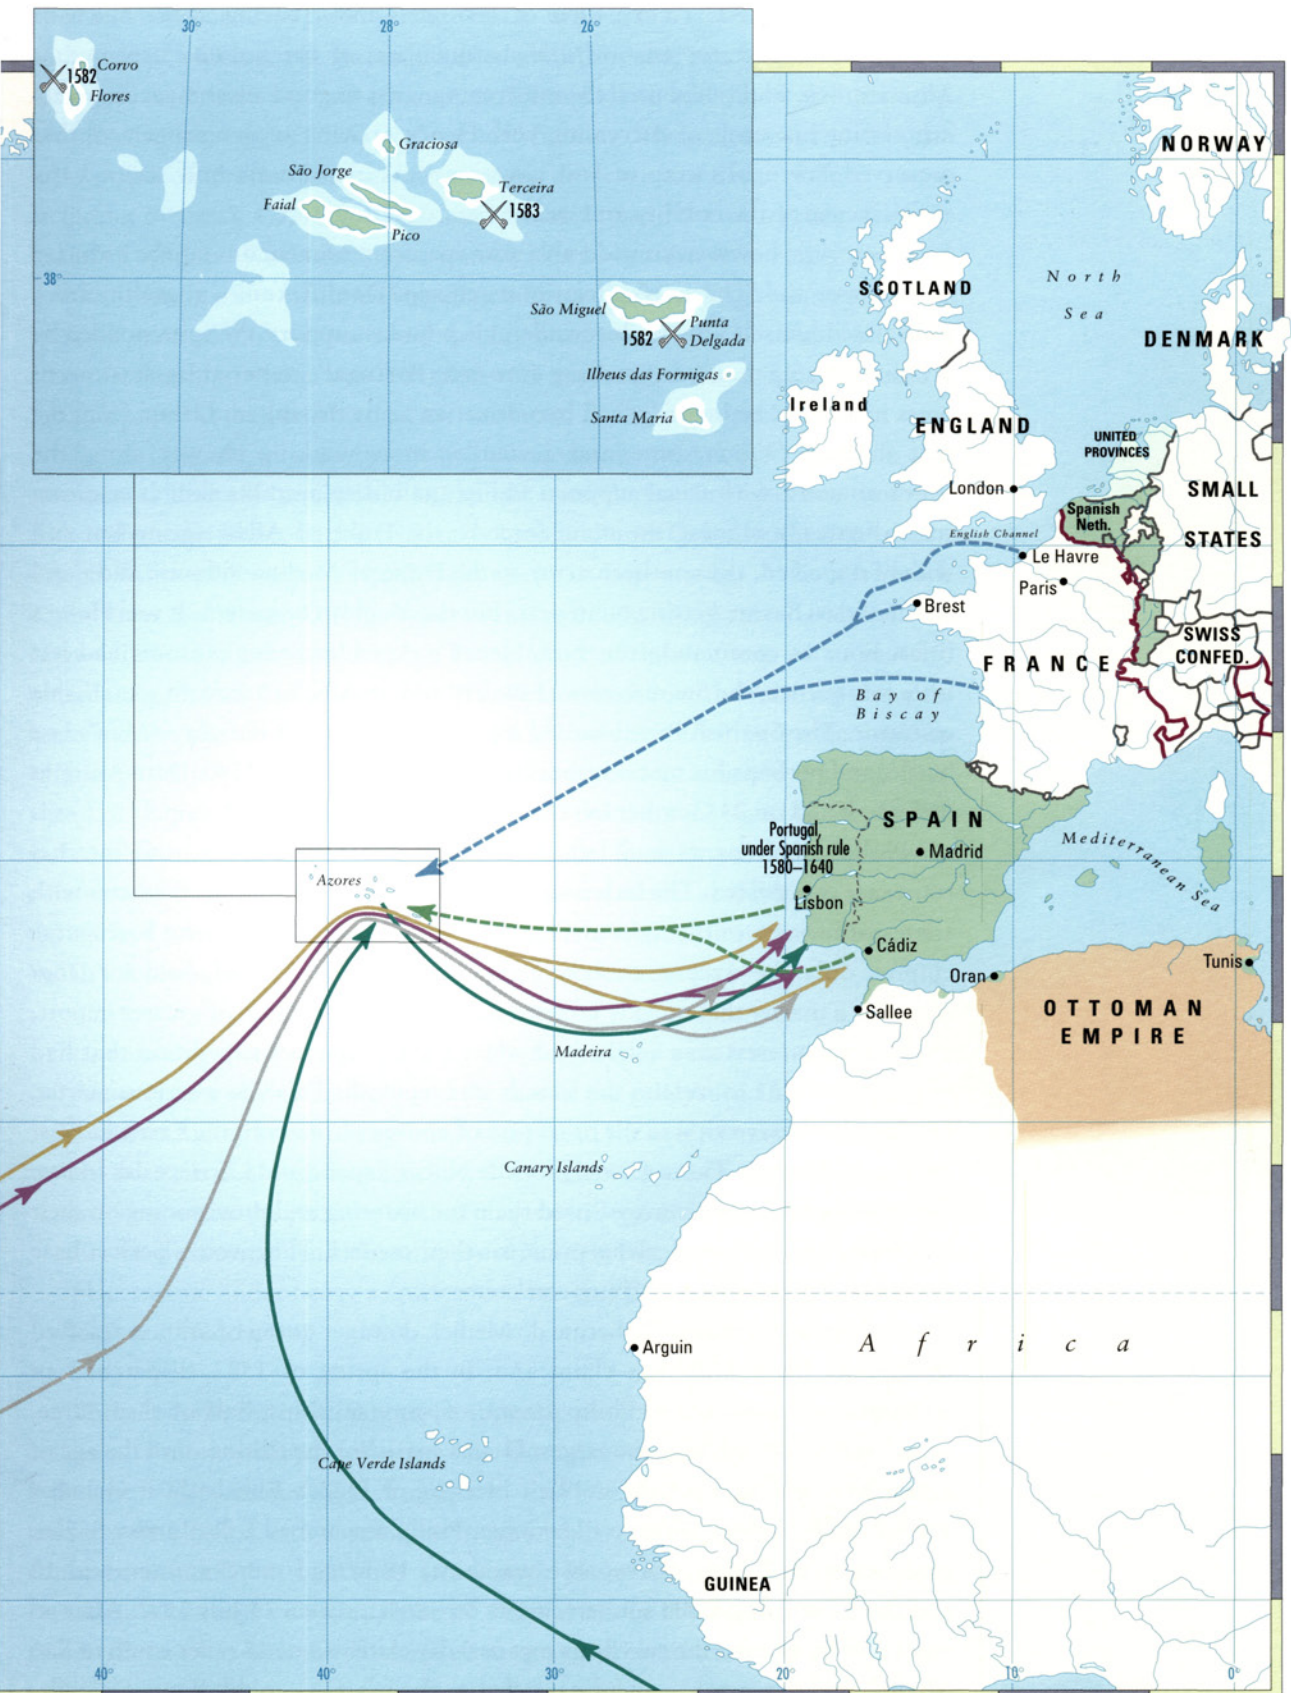 30°
28°
26°
1582
Corvo
Flores
Graciosa
São Jorge
Terceira
Faial
1583
Pico
38°
São Miguel
Punta
1582
Delgada
Ilheus das Formigas
Santa Maria
NORWAY
North
Sea
SCOTLAND
DENMARK
Ireland
ENGLAND
UNITED
PROVINCES
London
SMALL
STATES
Spanish
Neth.
English Channel
Le Havre
Paris
Brest
SWISS
CONFED.
FRANCE
Bay of
Biscay
SPAIN
Portugal,
under Spanish rule
1580–1640
Madrid
Mediterranean Sea
Azores
Lisbon
Cádiz
Oran
Tunis
Sallee
OTTOMAN
EMPIRE
Madeira
Canary Islands
Arguin
Africa
Cape Verde Islands
GUINEA
40°
40°
30°
20°
10°
0°